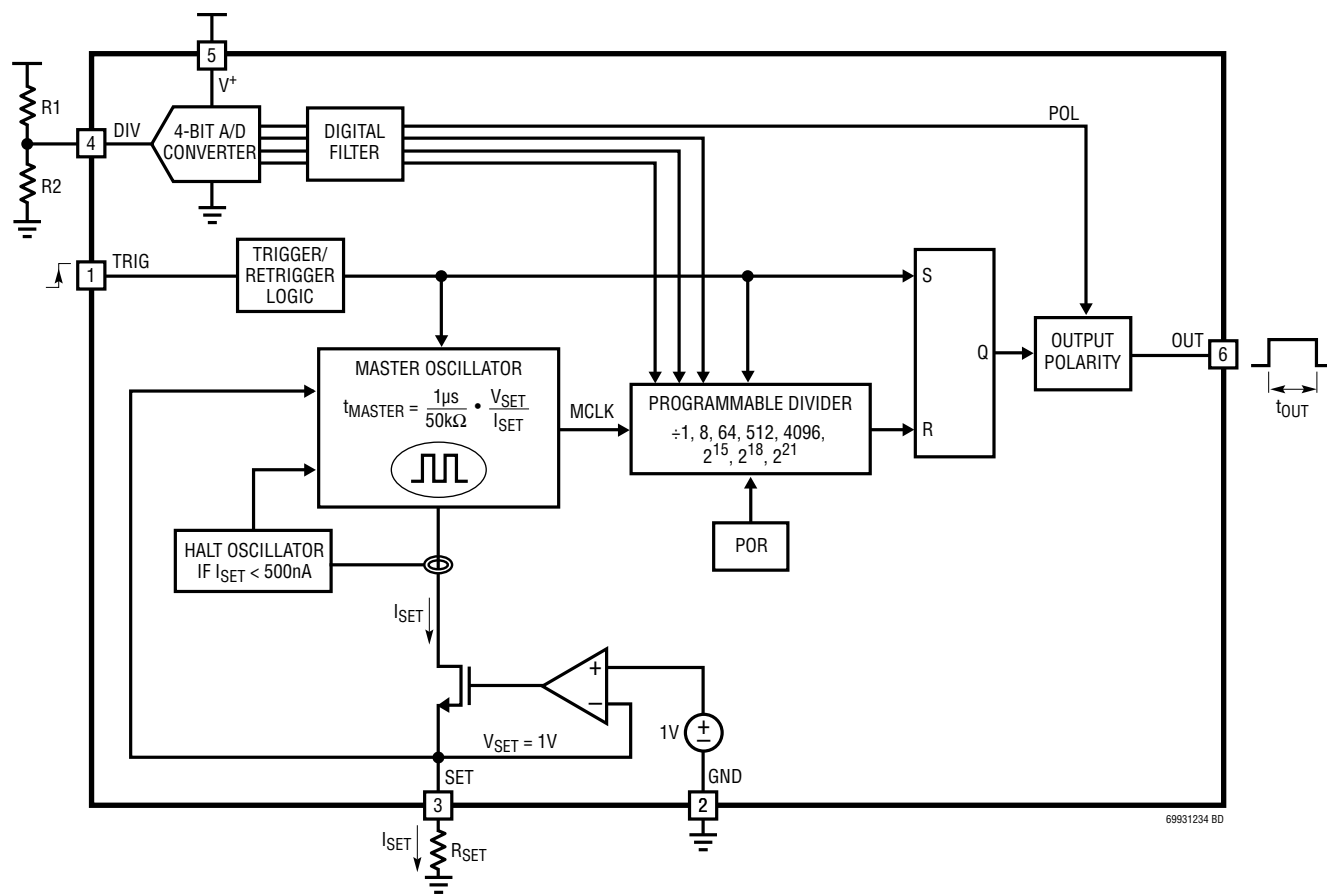 5
V+
R1
4
DIV
4-BIT A/D
CONVERTER
DIGITAL
FILTER
POL
R2
1
TRIG
TRIGGER/
RETRIGGER
LOGIC
S
Q
R
OUTPUT
POLARITY
OUT
6
tOUT
MASTER OSCILLATOR
tMASTER = 1µs/50kΩ • VSET/ISET
MCLK
PROGRAMMABLE DIVIDER
÷1, 8, 64, 512, 4096,
2^15, 2^18, 2^21
POR
HALT OSCILLATOR
IF ISET < 500nA
ISET
+
–
1V
+
–
VSET = 1V
SET
3
GND
2
ISET
RSET
69931234 BD